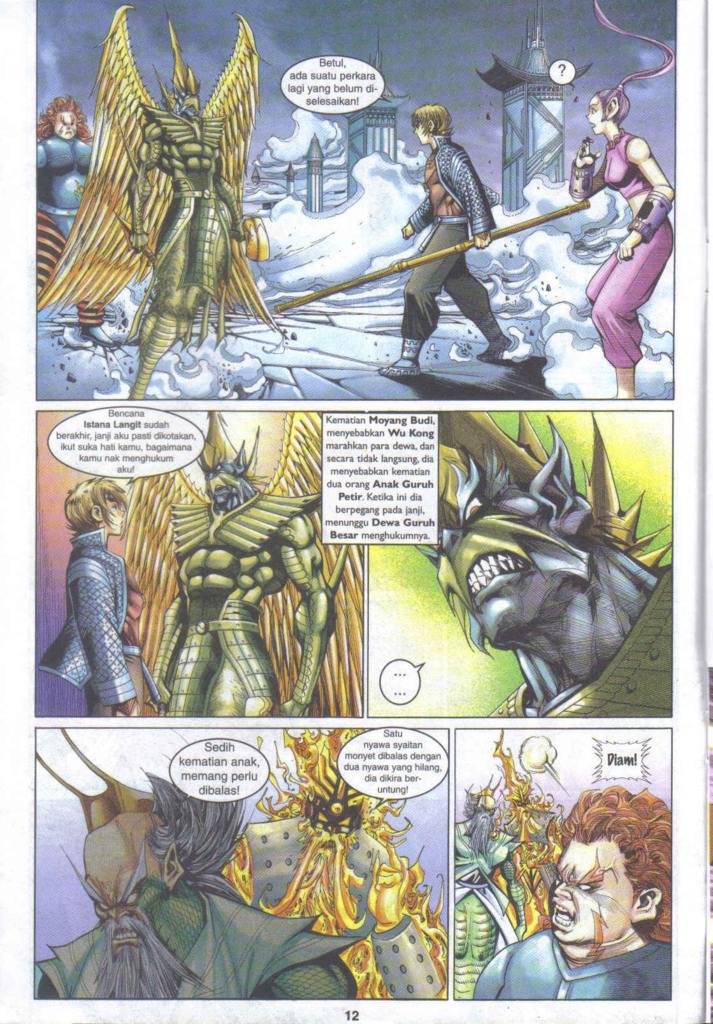 Betul,
ada suatu perkara
lagi yang belum di-
selesaikan!
?
Bencana
Istana Langit sudah
berakhir, janji aku pasti dikotakan,
ikut suka hati kamu, bagaimana
kamu nak menghukum
aku!
Kematian Moyang Budi,
menyebabkan Wu Kong
marahkan para dewa, dan
secara tidak langsung, dia
menyebabkan kematian
dua orang Anak Guruh
Petir. Ketika ini dia
berpegang pada janji,
menunggu Dewa Guruh
Besar menghukumnya.
...
...
Sedih
kematian anak,
memang perlu
dibalas!
Satu
nyawa syaitan
monyet dibalas dengan
dua nyawa yang hilang,
dia dikira ber-
untung!
Diam!
12